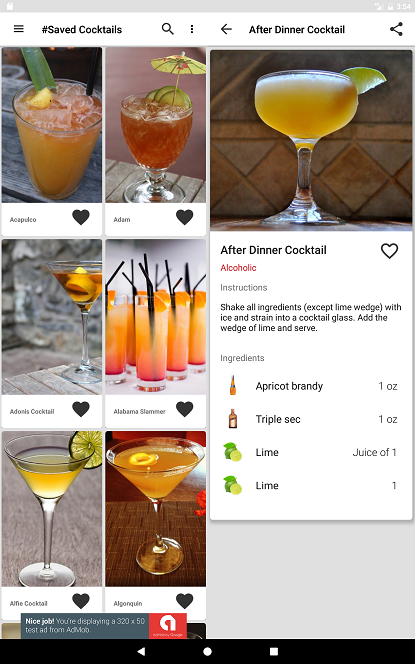 3:54
#Saved Cocktails
Acapulco
Adam
Adonis Cocktail
Alabama Slammer
Alfie Cocktail
Algonquin
Nice job! You're displaying a 320 x 50
test ad from AdMob.
After Dinner Cocktail
After Dinner Cocktail
Alcoholic
Instructions
Shake all ingredients (except lime wedge) with
ice and strain into a cocktail glass. Add the
wedge of lime and serve.
Ingredients
Apricot brandy 1 oz
Triple sec 1 oz
Lime Juice of 1
Lime 1